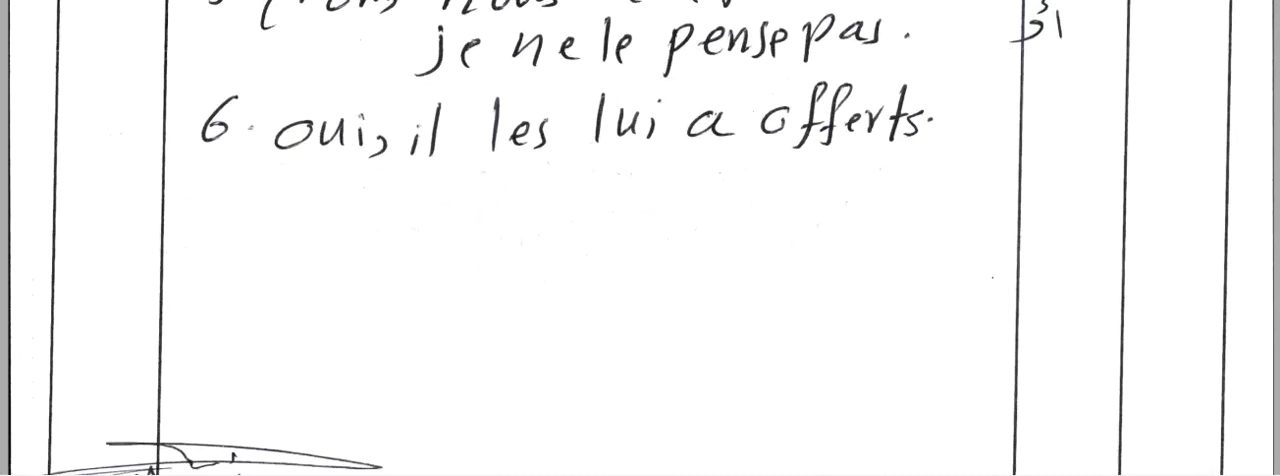 je ne le pense pas.
6. oui, il les lui a offerts.